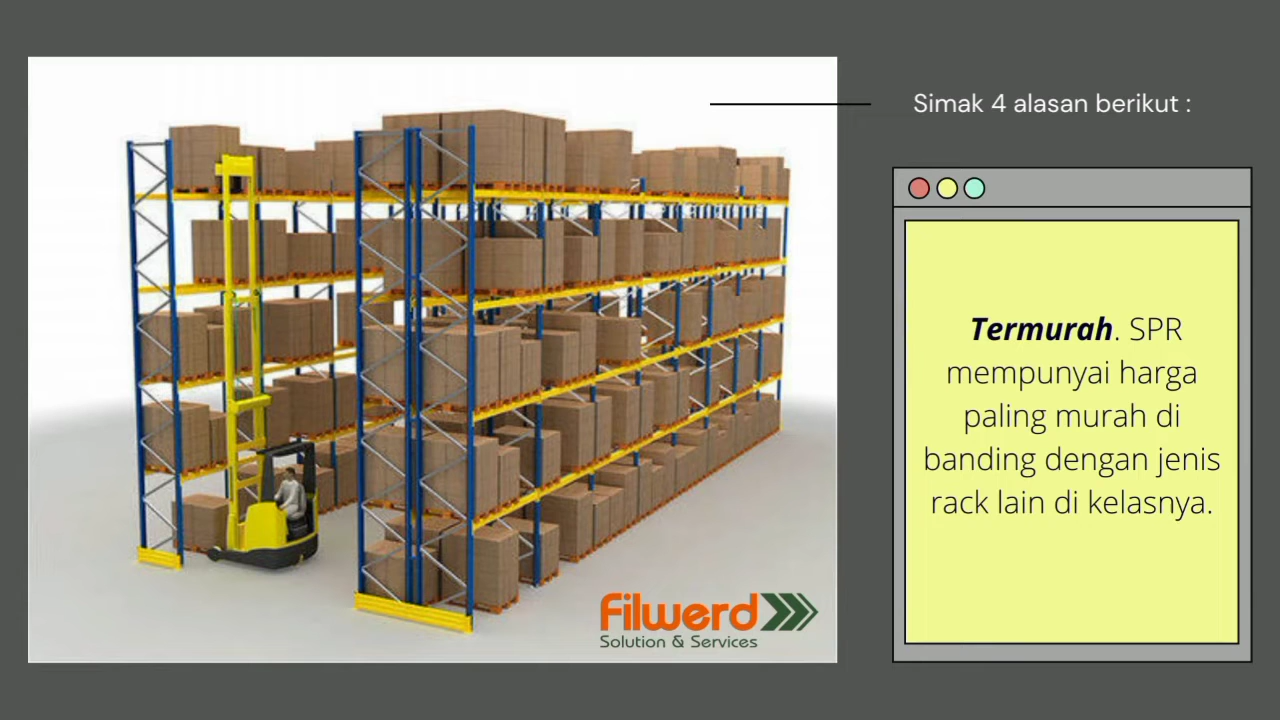 Simak 4 alasan berikut :
Termurah. SPR
mempunyai harga
paling murah di
banding dengan jenis
rack lain di kelasnya.
Filwerd
Solution & Services